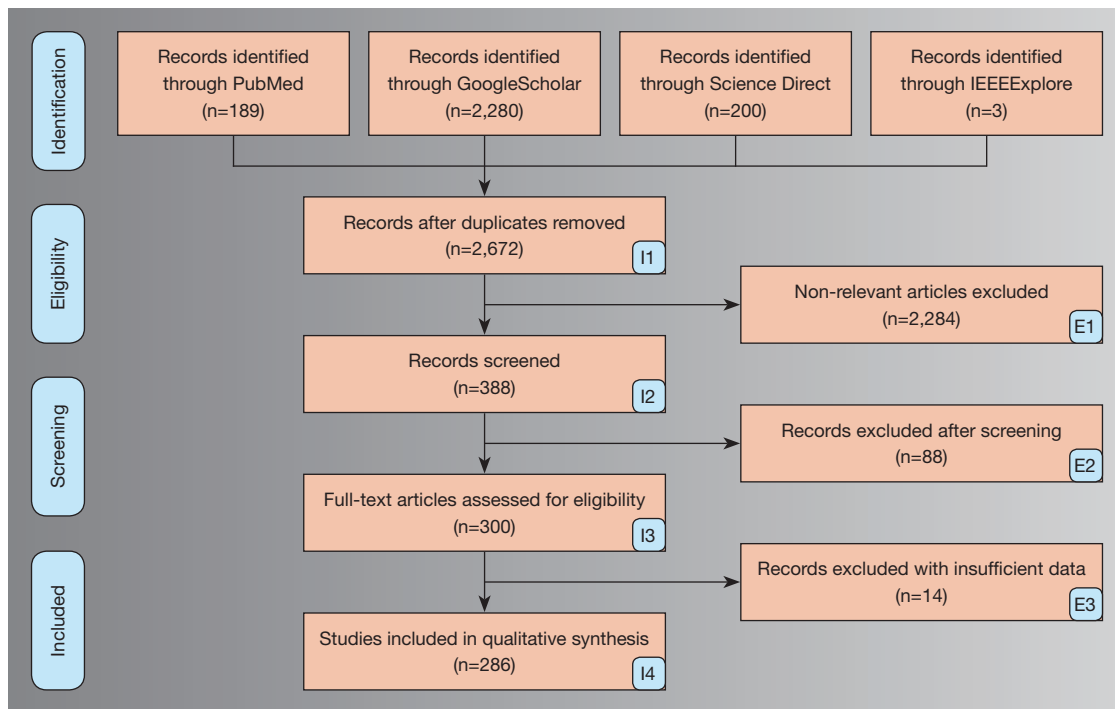 Identification
Records identified
through PubMed
(n=189)
Records identified
through GoogleScholar
(n=2,280)
Records identified
through Science Direct
(n=200)
Records identified
through IEEEExplore
(n=3)
Eligibility
Records after duplicates removed
(n=2,672)
I1
Non-relevant articles excluded
(n=2,284)
E1
Records screened
(n=388)
I2
Screening
Records excluded after screening
(n=88)
E2
Full-text articles assessed for eligibility
(n=300)
I3
Included
Records excluded with insufficient data
(n=14)
E3
Studies included in qualitative synthesis
(n=286)
I4